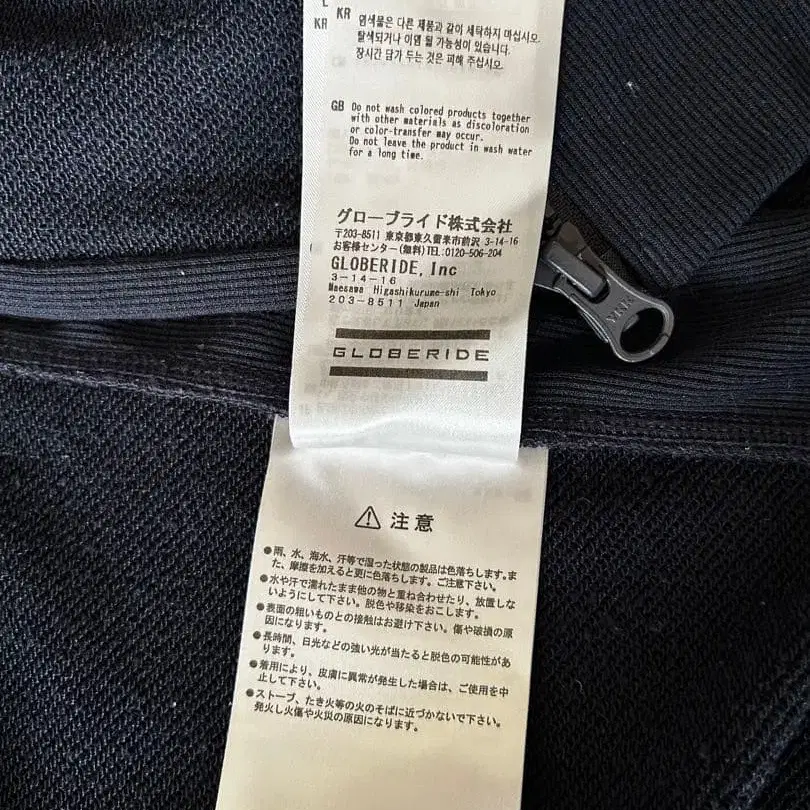 KR
KR 염색물은 다른 제품과 같이 세탁하지 마십시오.
탈색되거나 이염 될 가능성이 있습니다.
장시간 담가 두는 것은 피해 주십시오.
GB Do not wash colored products together
with other materials as discoloration
or color-transfer may occur.
Do not leave the product in wash water
for a long time.
グローブライド株式会社
〒203-8511 東京都東久留米市前沢 3-14-16
お客様センター(無料)TEL:0120-506-204
GLOBERIDE, Inc
3-14-16
Maesawa Higashikurume-shi Tokyo
203-8511 Japan
GLOBERIDE
⚠ 注意
●雨、水、海水、汗等で湿った状態の製品は色落ちします。ま
た、摩擦を加えると更に色落ちします。ご注意下さい。
●水や汗で濡れたまま他の物と重ね合わせたり、放置しな
いようにして下さい。脱色や移染をおこします。
●表面の粗いものとの接触はお避け下さい。傷や破損の原
因になります。
●長時間、日光などの強い光が当たると脱色の可能性があ
ります。
●着用により、皮膚に異常が発生した場合は、ご使用を中
止して下さい。
●ストーブ、たき火等の火のそばに近づかないで下さい。
発火し火傷や火災の原因になります。